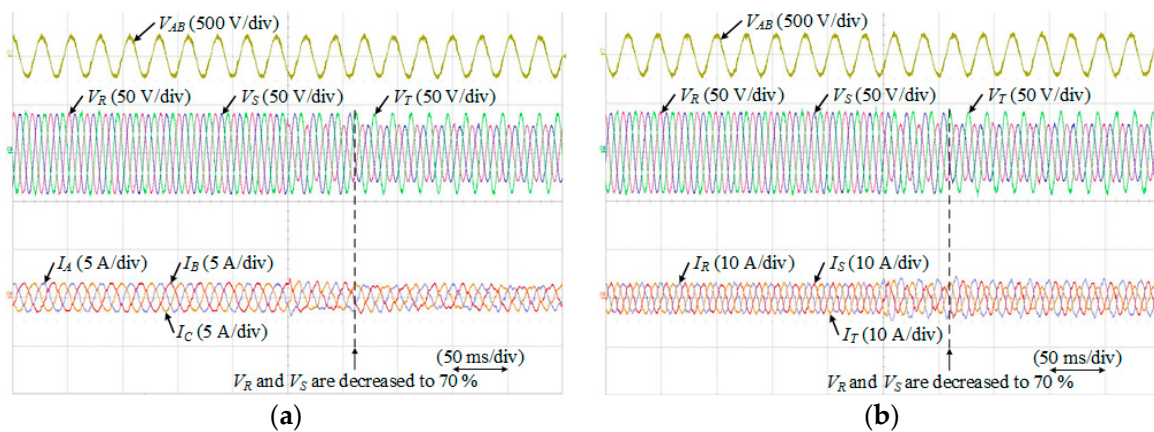 V_AB (500 V/div)
V_R (50 V/div)
V_S (50 V/div)
V_T (50 V/div)
I_A (5 A/div)
I_B (5 A/div)
I_C (5 A/div)
(50 ms/div)
V_R and V_S are decreased to 70 %
(a)
V_AB (500 V/div)
V_R (50 V/div)
V_S (50 V/div)
V_T (50 V/div)
I_R (10 A/div)
I_S (10 A/div)
I_T (10 A/div)
(50 ms/div)
V_R and V_S are decreased to 70 %
(b)